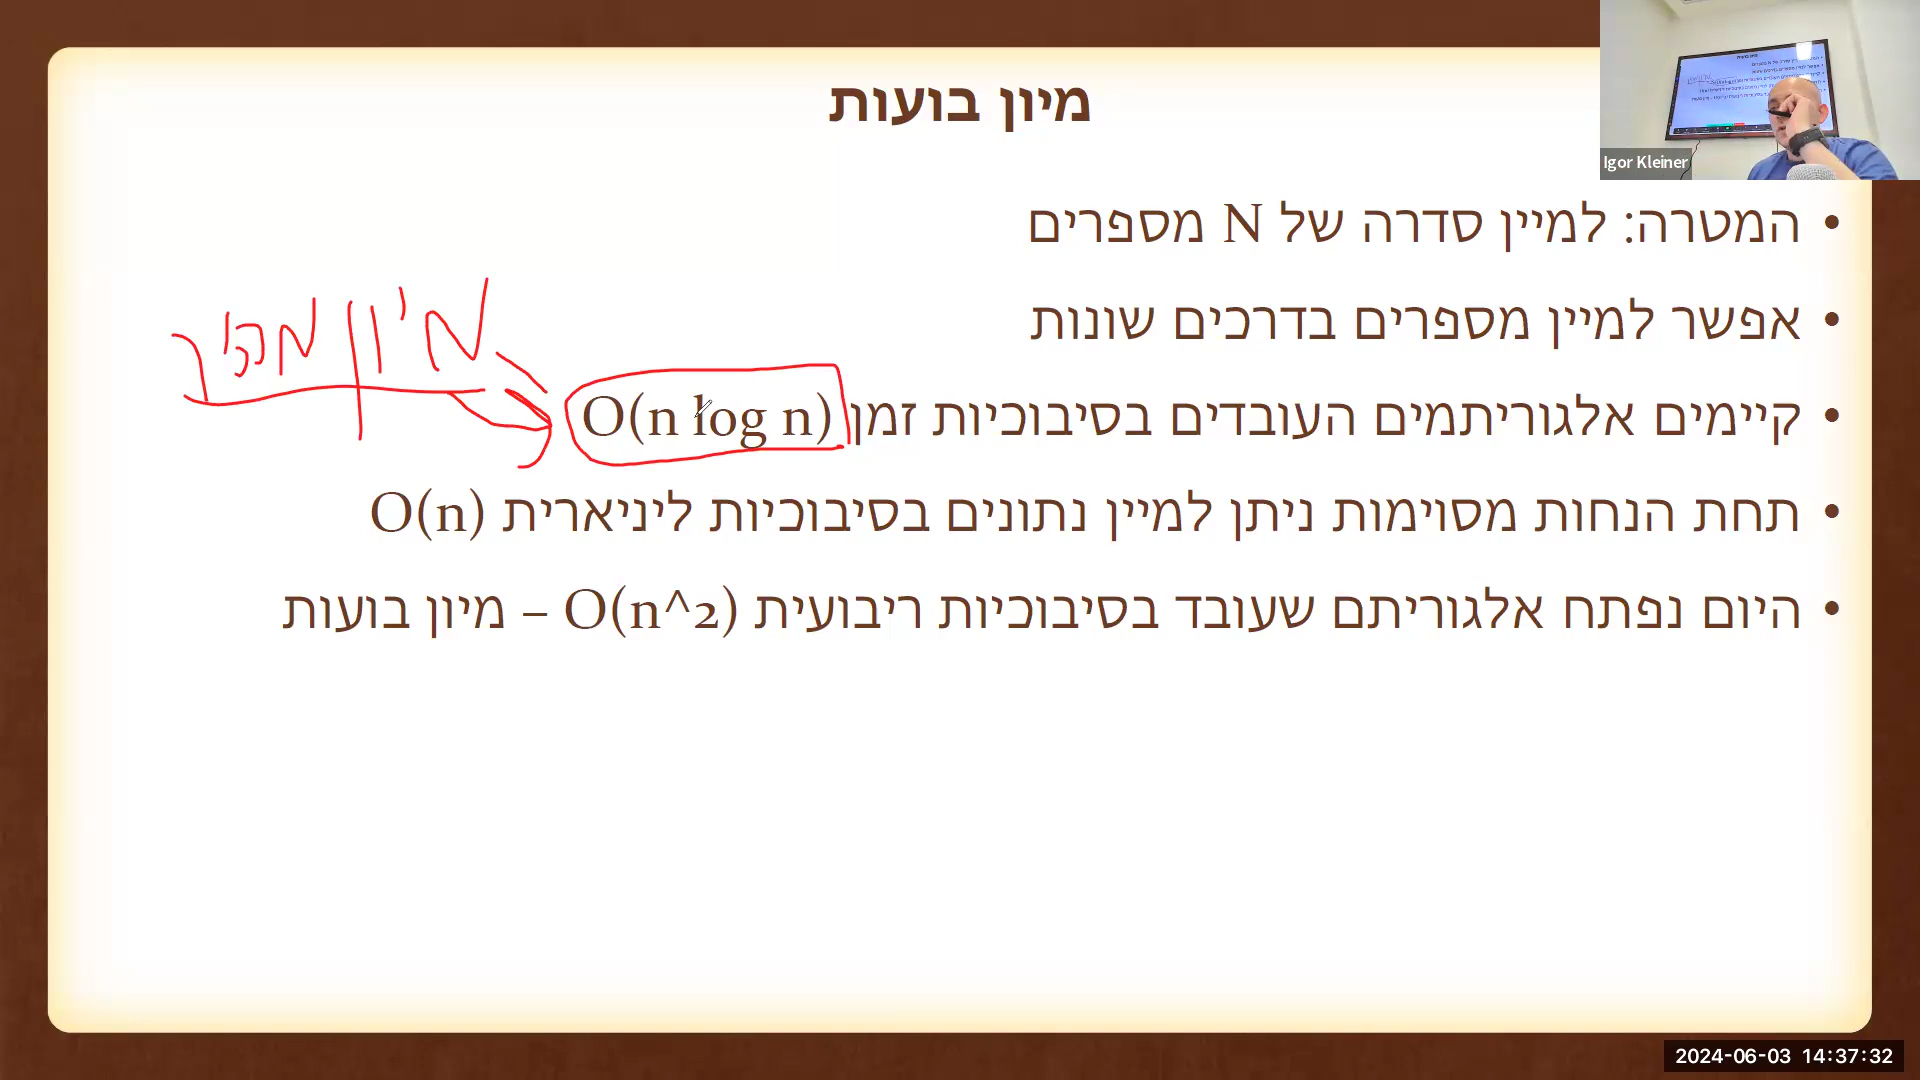 מיון בועות
Igor Kleiner
• המטרה: למיין סדרה של N מספרים
• אפשר למיין מספרים בדרכים שונות
מיון מהיר
• קיימים אלגוריתמים העובדים בסיבוכיות זמן O(n log n)
• תחת הנחות מסוימות ניתן למיין נתונים בסיבוכיות ליניארית O(n)
• היום נפתח אלגוריתם שעובד בסיבוכיות ריבועית O(n^2) – מיון בועות
2024-06-03 14:37:32